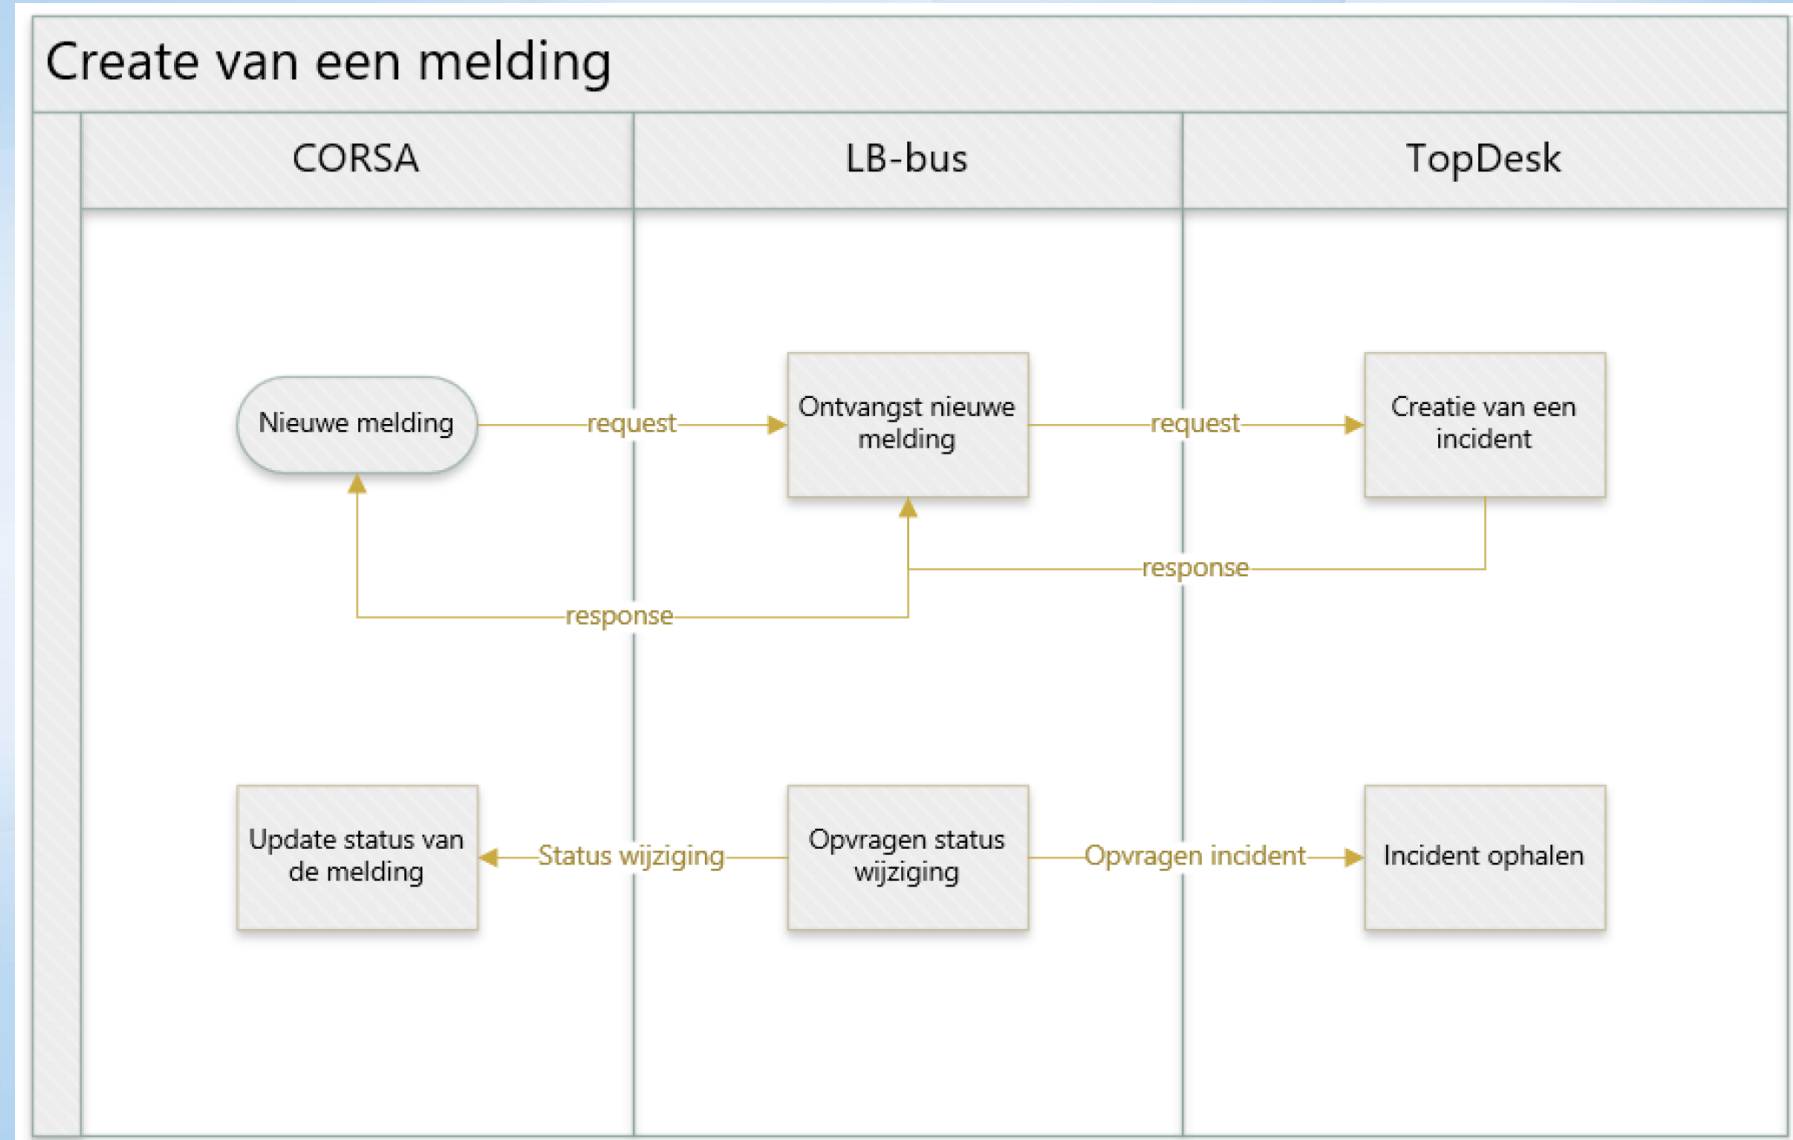 Create van een melding
CORSA
LB-bus
TopDesk
Nieuwe melding
request
Ontvangst nieuwe
melding
request
Creatie van een
incident
response
response
Update status van
de melding
Status wijziging
Opvragen status
wijziging
Opvragen incident
Incident ophalen